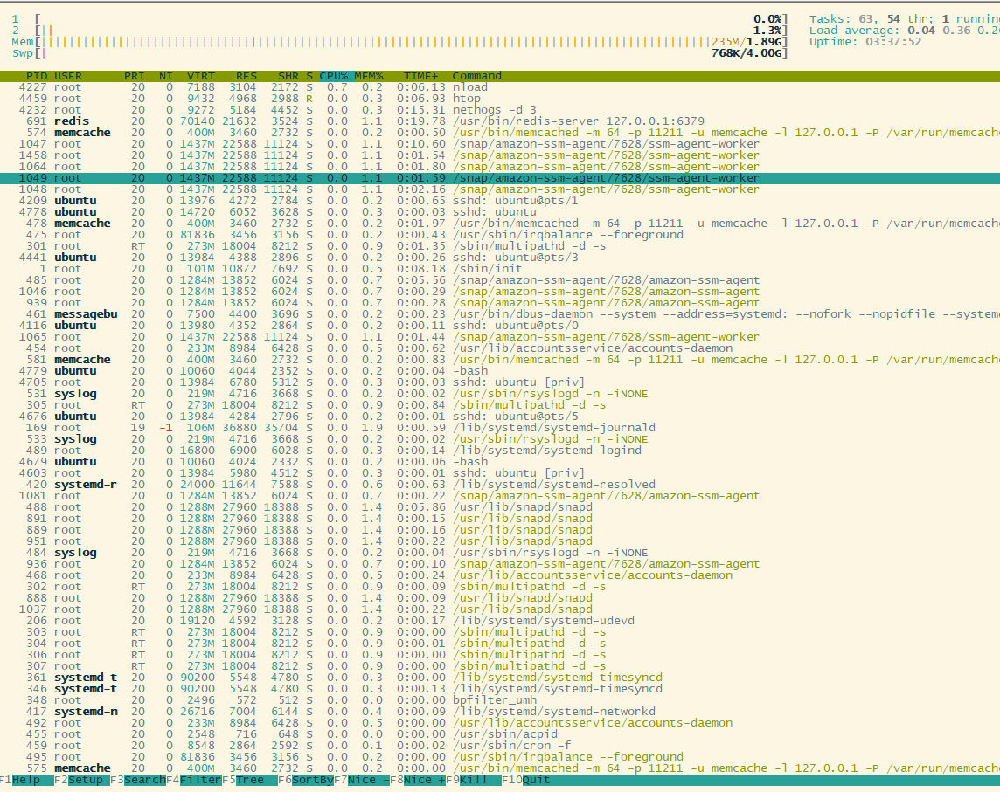 1 [ 0.0%] Tasks: 63, 54 thr; 1 runnin
2 [|| 1.3%] Load average: 0.04 0.36 0.2
Mem[ 235M/1.89G] Uptime: 03:37:52
Swp[| 768K/4.00G]
PID USER PRI NI VIRT RES SHR S CPU% MEM% TIME+ Command
4227 root 20 0 7188 3104 2172 S 0.7 0.2 0:06.13 nload
4459 root 20 0 9432 4968 2988 R 0.0 0.3 0:06.93 htop
4232 root 20 0 9272 5184 4452 S 0.0 0.3 0:15.31 nethogs -d 3
691 redis 20 0 70140 21632 3524 S 0.0 1.1 0:19.78 /usr/bin/redis-server 127.0.0.1:6379
574 memcache 20 0 400M 3460 2732 S 0.0 0.2 0:00.50 /usr/bin/memcached -m 64 -p 11211 -u memcache -l 127.0.0.1 -P /var/run/memcache
1047 root 20 0 1437M 22588 11124 S 0.0 1.1 0:10.60 /snap/amazon-ssm-agent/7628/ssm-agent-worker
1458 root 20 0 1437M 22588 11124 S 0.0 1.1 0:01.54 /snap/amazon-ssm-agent/7628/ssm-agent-worker
1064 root 20 0 1437M 22588 11124 S 0.0 1.1 0:01.80 /snap/amazon-ssm-agent/7628/ssm-agent-worker
1049 root 20 0 1437M 22588 11124 S 0.0 1.1 0:01.59 /snap/amazon-ssm-agent/7628/ssm-agent-worker
1048 root 20 0 1437M 22588 11124 S 0.0 1.1 0:02.16 /snap/amazon-ssm-agent/7628/ssm-agent-worker
4209 ubuntu 20 0 13976 4272 2784 S 0.0 0.2 0:00.65 sshd: ubuntu@pts/1
4778 ubuntu 20 0 14720 6052 3628 S 0.0 0.3 0:00.03 sshd: ubuntu
478 memcache 20 0 400M 3460 2732 S 0.0 0.2 0:01.97 /usr/bin/memcached -m 64 -p 11211 -u memcache -l 127.0.0.1 -P /var/run/memcache
475 root 20 0 81836 3456 3156 S 0.0 0.2 0:00.43 /usr/sbin/irqbalance --foreground
301 root RT 0 273M 18004 8212 S 0.0 0.9 0:01.35 /sbin/multipathd -d -s
4441 ubuntu 20 0 13984 4388 2896 S 0.0 0.2 0:00.26 sshd: ubuntu@pts/3
1 root 20 0 101M 10872 7692 S 0.0 0.5 0:08.18 /sbin/init
485 root 20 0 1284M 13852 6024 S 0.0 0.7 0:05.56 /snap/amazon-ssm-agent/7628/amazon-ssm-agent
1046 root 20 0 1284M 13852 6024 S 0.0 0.7 0:00.29 /snap/amazon-ssm-agent/7628/amazon-ssm-agent
939 root 20 0 1284M 13852 6024 S 0.0 0.7 0:00.28 /snap/amazon-ssm-agent/7628/amazon-ssm-agent
461 messagebu 20 0 7500 4400 3696 S 0.0 0.2 0:00.23 /usr/bin/dbus-daemon --system --address=systemd: --nofork --nopidfile --systeme
4116 ubuntu 20 0 13980 4352 2864 S 0.0 0.2 0:00.11 sshd: ubuntu@pts/0
1065 root 20 0 1437M 22588 11124 S 0.0 1.1 0:01.44 /snap/amazon-ssm-agent/7628/ssm-agent-worker
454 root 20 0 233M 8984 6428 S 0.0 0.5 0:00.62 /usr/lib/accountsservice/accounts-daemon
581 memcache 20 0 400M 3460 2732 S 0.0 0.2 0:00.83 /usr/bin/memcached -m 64 -p 11211 -u memcache -l 127.0.0.1 -P /var/run/memcache
4779 ubuntu 20 0 10060 4044 2352 S 0.0 0.2 0:00.04 -bash
4705 root 20 0 13984 6780 5312 S 0.0 0.3 0:00.03 sshd: ubuntu [priv]
531 syslog 20 0 219M 4716 3668 S 0.0 0.2 0:00.02 /usr/sbin/rsyslogd -n -iNONE
305 root RT 0 273M 18004 8212 S 0.0 0.9 0:00.84 /sbin/multipathd -d -s
4676 ubuntu 20 0 13984 4284 2796 S 0.0 0.2 0:00.01 sshd: ubuntu@pts/5
169 root 19 -1 106M 36880 35704 S 0.0 1.9 0:00.59 /lib/systemd/systemd-journald
533 syslog 20 0 219M 4716 3668 S 0.0 0.2 0:00.02 /usr/sbin/rsyslogd -n -iNONE
489 root 20 0 16800 6900 6028 S 0.0 0.3 0:00.14 /lib/systemd/systemd-logind
4679 ubuntu 20 0 10060 4024 2332 S 0.0 0.2 0:00.06 -bash
4603 root 20 0 13984 5980 4512 S 0.0 0.3 0:00.01 sshd: ubuntu [priv]
420 systemd-r 20 0 24000 11644 7588 S 0.0 0.6 0:00.63 /lib/systemd/systemd-resolved
1081 root 20 0 1284M 13852 6024 S 0.0 0.7 0:00.22 /snap/amazon-ssm-agent/7628/amazon-ssm-agent
488 root 20 0 1288M 27960 18388 S 0.0 1.4 0:05.86 /usr/lib/snapd/snapd
891 root 20 0 1288M 27960 18388 S 0.0 1.4 0:00.15 /usr/lib/snapd/snapd
889 root 20 0 1288M 27960 18388 S 0.0 1.4 0:00.16 /usr/lib/snapd/snapd
951 root 20 0 1288M 27960 18388 S 0.0 1.4 0:00.22 /usr/lib/snapd/snapd
484 syslog 20 0 219M 4716 3668 S 0.0 0.2 0:00.04 /usr/sbin/rsyslogd -n -iNONE
936 root 20 0 1284M 13852 6024 S 0.0 0.7 0:00.10 /snap/amazon-ssm-agent/7628/amazon-ssm-agent
468 root 20 0 233M 8984 6428 S 0.0 0.5 0:00.24 /usr/lib/accountsservice/accounts-daemon
302 root RT 0 273M 18004 8212 S 0.0 0.9 0:00.09 /sbin/multipathd -d -s
888 root 20 0 1288M 27960 18388 S 0.0 1.4 0:00.09 /usr/lib/snapd/snapd
1037 root 20 0 1288M 27960 18388 S 0.0 1.4 0:00.22 /usr/lib/snapd/snapd
206 root 20 0 19120 4592 3128 S 0.0 0.2 0:00.17 /lib/systemd/systemd-udevd
303 root RT 0 273M 18004 8212 S 0.0 0.9 0:00.00 /sbin/multipathd -d -s
304 root RT 0 273M 18004 8212 S 0.0 0.9 0:00.01 /sbin/multipathd -d -s
306 root RT 0 273M 18004 8212 S 0.0 0.9 0:00.00 /sbin/multipathd -d -s
307 root RT 0 273M 18004 8212 S 0.0 0.9 0:00.00 /sbin/multipathd -d -s
361 systemd-t 20 0 90200 5548 4780 S 0.0 0.3 0:00.00 /lib/systemd/systemd-timesyncd
346 systemd-t 20 0 90200 5548 4780 S 0.0 0.3 0:00.13 /lib/systemd/systemd-timesyncd
348 root 20 0 2496 572 512 S 0.0 0.0 0:00.00 bpfilter_umh
417 systemd-n 20 0 26716 7004 6144 S 0.0 0.4 0:00.09 /lib/systemd/systemd-networkd
492 root 20 0 233M 8984 6428 S 0.0 0.5 0:00.00 /usr/lib/accountsservice/accounts-daemon
455 root 20 0 2548 716 648 S 0.0 0.0 0:00.00 /usr/sbin/acpid
459 root 20 0 8548 2864 2592 S 0.0 0.1 0:00.02 /usr/sbin/cron -f
495 root 20 0 81836 3456 3156 S 0.0 0.2 0:00.00 /usr/sbin/irqbalance --foreground
575 memcache 20 0 400M 3460 2732 S 0.0 0.2 0:00.00 /usr/bin/memcached -m 64 -p 11211 -u memcache -l 127.0.0.1 -P /var/run/memcache
F1Help F2Setup F3SearchF4FilterF5Tree F6SortByF7Nice -F8Nice +F9Kill F10Quit